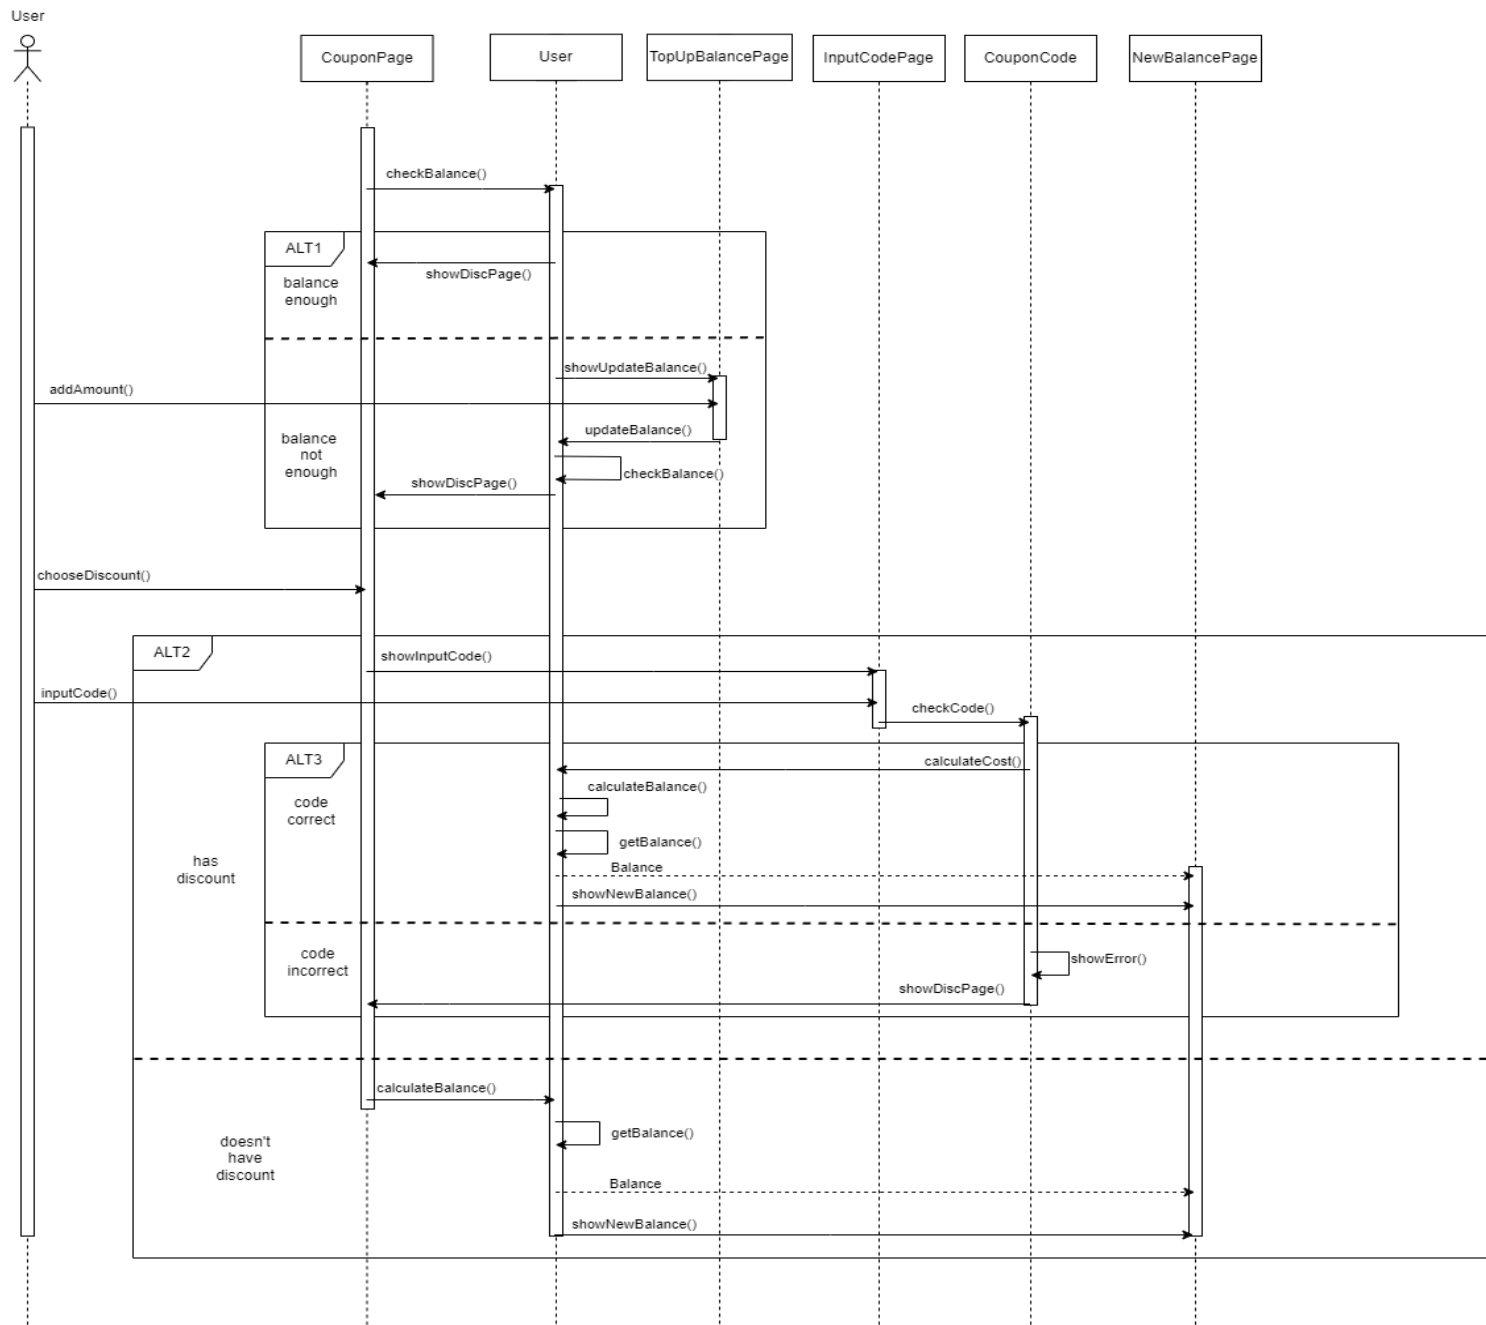 User
CouponPage
User
TopUpBalancePage
InputCodePage
CouponCode
NewBalancePage
checkBalance()
ALT1
showDiscPage()
balance
enough
showUpdateBalance()
addAmount()
updateBalance()
balance
not
enough
checkBalance()
showDiscPage()
chooseDiscount()
ALT2
showInputCode()
inputCode()
checkCode()
ALT3
calculateCost()
calculateBalance()
code
correct
getBalance()
has
discount
Balance
showNewBalance()
code
incorrect
showError()
showDiscPage()
calculateBalance()
getBalance()
doesn't
have
discount
Balance
showNewBalance()